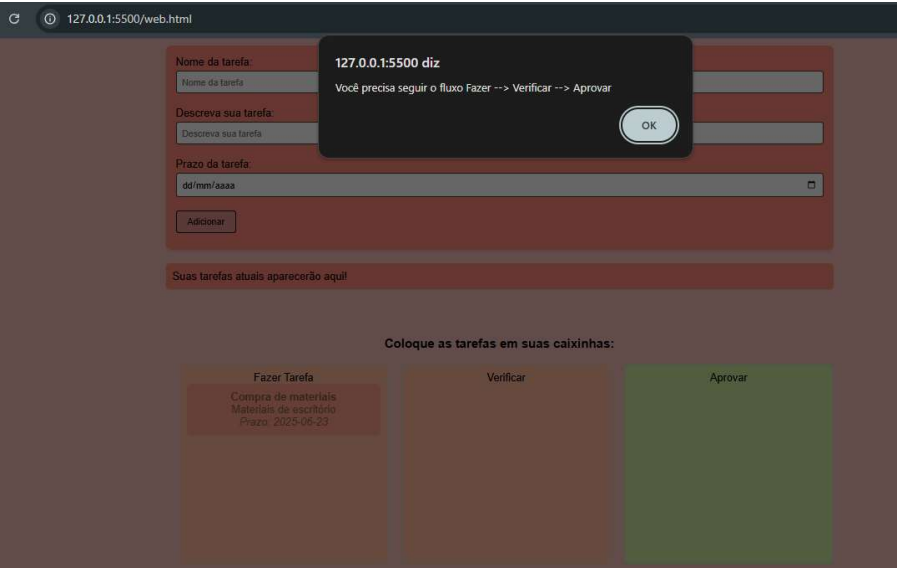 127.0.0.1:5500/web.html
127.0.0.1:5500 diz
Você precisa seguir o fluxo Fazer --> Verificar --> Aprovar
OK
Nome da tarefa:
Nome da tarefa
Descreva sua tarefa:
Descreva sua tarefa
Prazo da tarefa:
dd/mm/aaaa
Adicionar
Suas tarefas atuais aparecerão aqui!
Coloque as tarefas em suas caixinhas:
Fazer Tarefa
Compra de materiais
Materiais de escritório
Prazo: 2025-06-23
Verificar
Aprovar